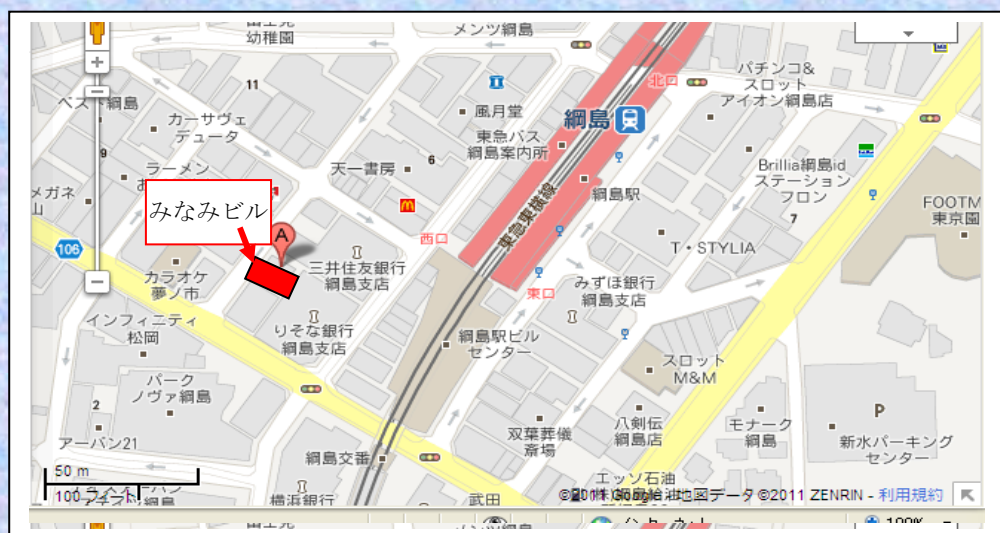 幼稚園
メンツ綱島
11
ベスト綱島
カーサヴェ
デュータ
9
風月堂
綱島
北口
パチンコ&
スロット
アイオン綱島店
東急バス
綱島案内所
6
天一書房
ラーメン
メガネ
山
みなみビル
A
106
西口
東急東横線
綱島駅
Brillia綱島id
ステーション
フロン
7
FOOTM
東京園
T・STYLIA
カラオケ
夢ノ市
三井住友銀行
綱島支店
東口
みずほ銀行
綱島支店
インフィニティ
松岡
りそな銀行
綱島支店
綱島駅ビル
センター
スロット
M&M
パーク
ノヴァ綱島
2
アーバン21
綱島交番
双葉葬儀
斎場
八剣伝
綱島店
モナーク
綱島
P
新水パーキング
センター
50 m
100 フィート
横浜銀行
武田
エッソ石油
地図データ ©2011 ZENRIN - 利用規約
100%